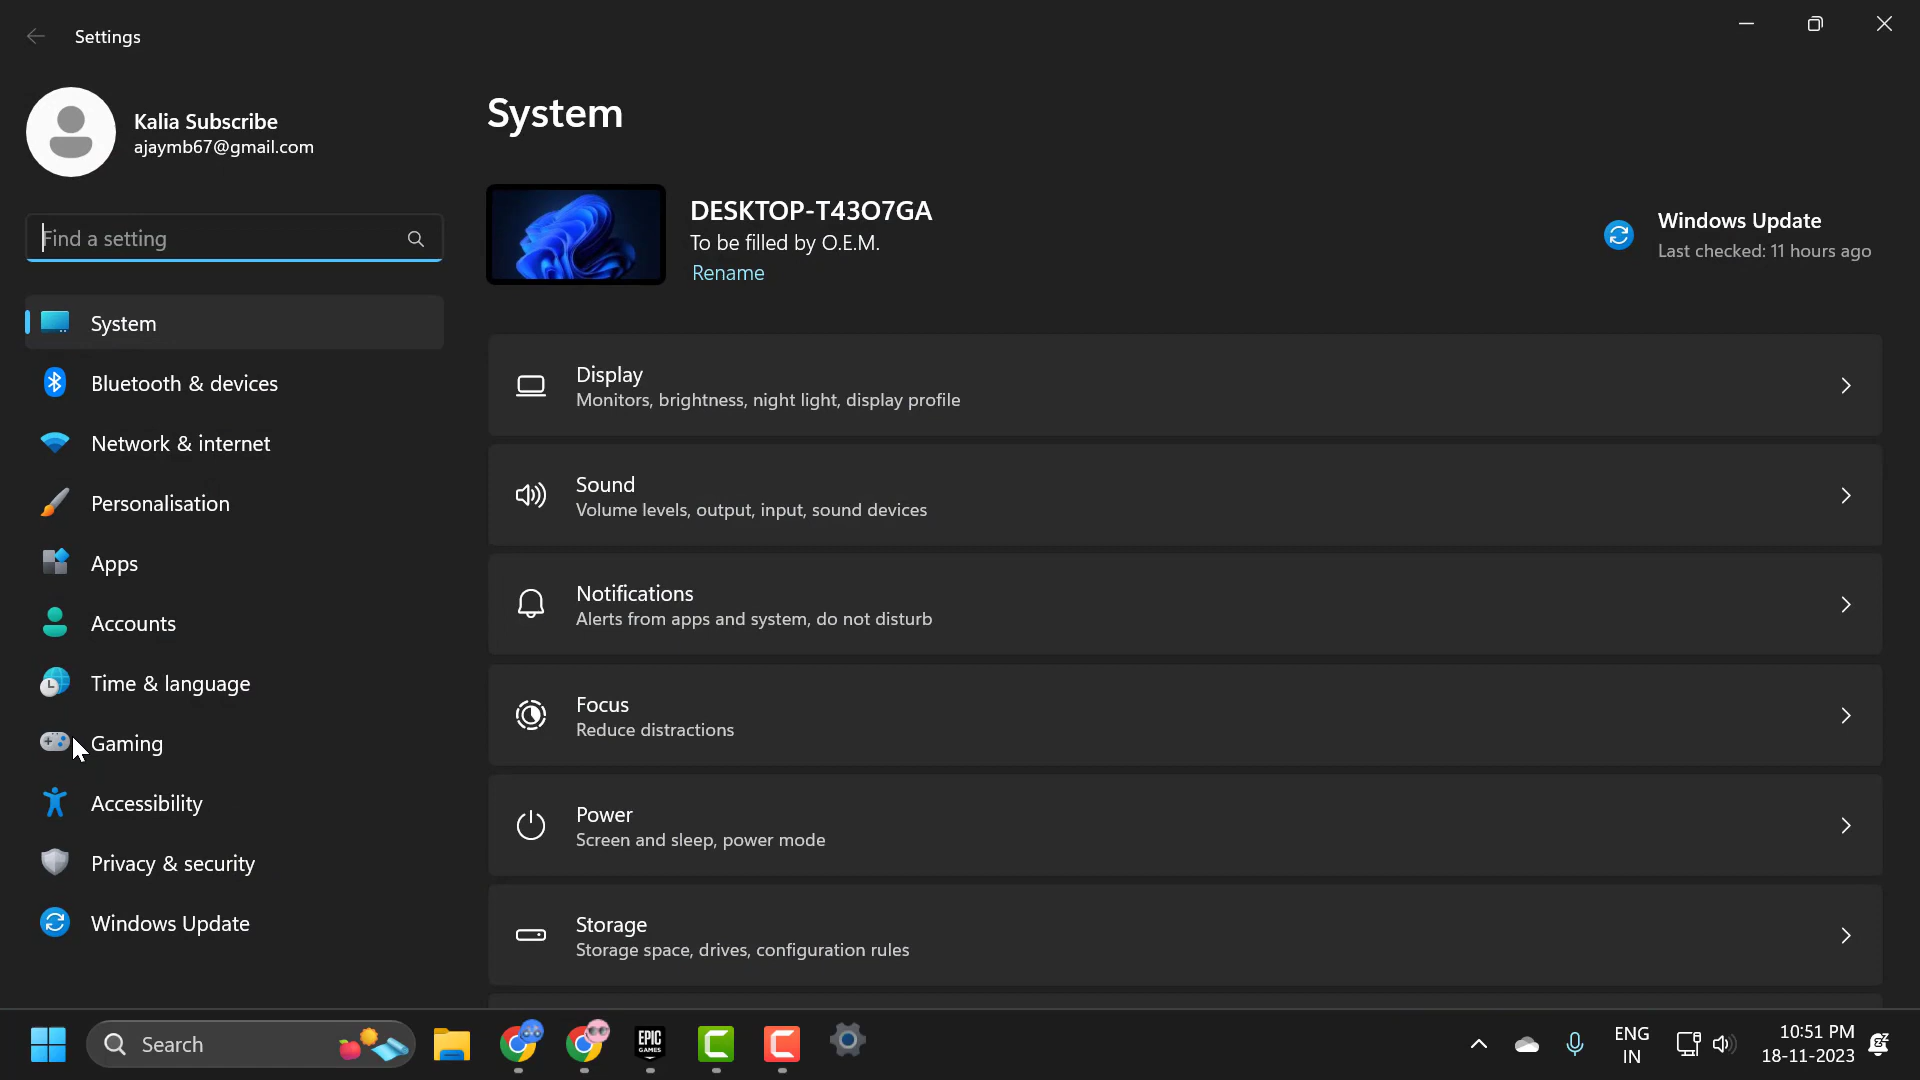 Settings
Kalia Subscribe
ajaymb67@gmail.com
Find a setting
System
Bluetooth & devices
Network & internet
Personalisation
Apps
Accounts
Time & language
Gaming
Accessibility
Privacy & security
Windows Update
System
DESKTOP-T43O7GA
To be filled by O.E.M.
Rename
Windows Update
Last checked: 11 hours ago
Display
Monitors, brightness, night light, display profile
Sound
Volume levels, output, input, sound devices
Notifications
Alerts from apps and system, do not disturb
Focus
Reduce distractions
Power
Screen and sleep, power mode
Storage
Storage space, drives, configuration rules
Search
EPIC
GAMES
ENG
IN
10:51 PM
18-11-2023